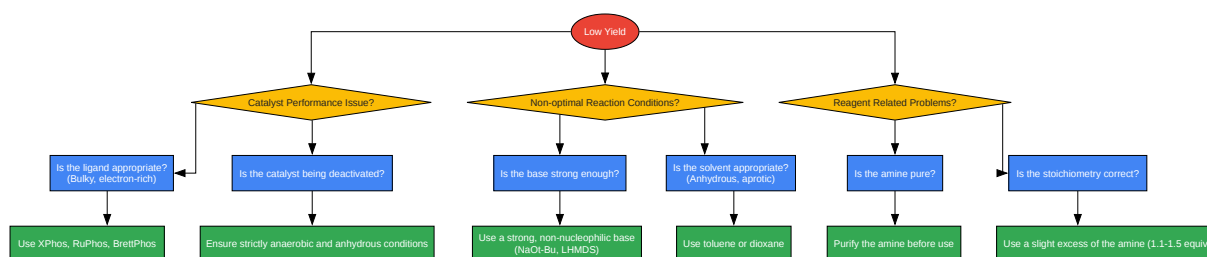 Low Yield
Catalyst Performance Issue?
Non-optimal Reaction Conditions?
Reagent Related Problems?
Is the ligand appropriate?
(Bulky, electron-rich)
Is the catalyst being deactivated?
Is the base strong enough?
Is the solvent appropriate?
(Anhydrous, aprotic)
Is the amine pure?
Is the stoichiometry correct?
Use XPhos, RuPhos, BrettPhos
Ensure strictly anaerobic and anhydrous conditions
Use a strong, non-nucleophilic base
(NaOt-Bu, LHMDS)
Use toluene or dioxane
Purify the amine before use
Use a slight excess of the amine (1.1-1.5 equiv